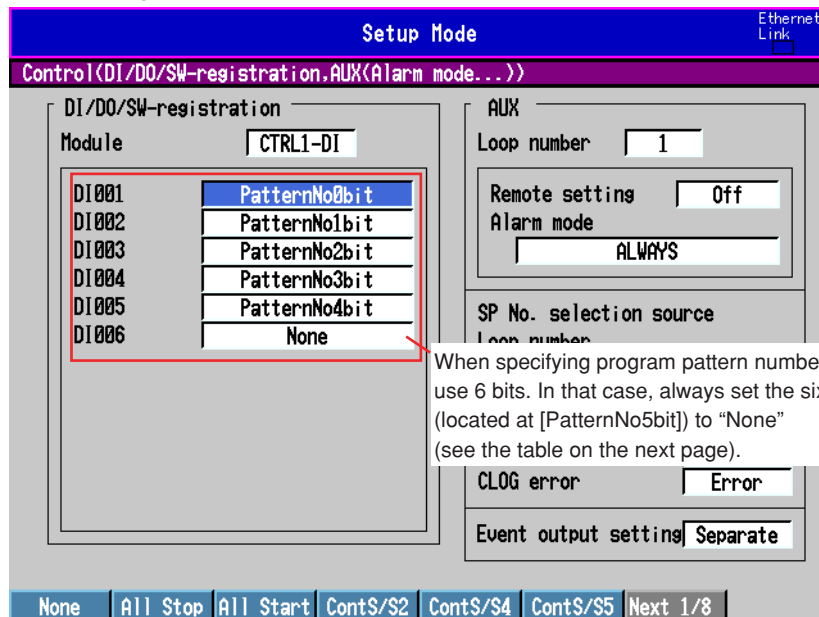 Setup Mode
Ethernet
Link
Control(DI/DO/SW-registration,AUX(Alarm mode...))
DI/DO/SW-registration
Module CTRL1-DI
DI001 PatternNo0bit
DI002 PatternNo1bit
DI003 PatternNo2bit
DI004 PatternNo3bit
DI005 PatternNo4bit
DI006 None
AUX
Loop number 1
Remote setting Off
Alarm mode
ALWAYS
SP No. selection source
Loop number
When specifying program pattern numbe
use 6 bits. In that case, always set the six
(located at [PatternNo5bit]) to “None”
(see the table on the next page).
CLOG error Error
Event output setting Separate
None All Stop All Start ContS/S2 ContS/S4 ContS/S5 Next 1/8